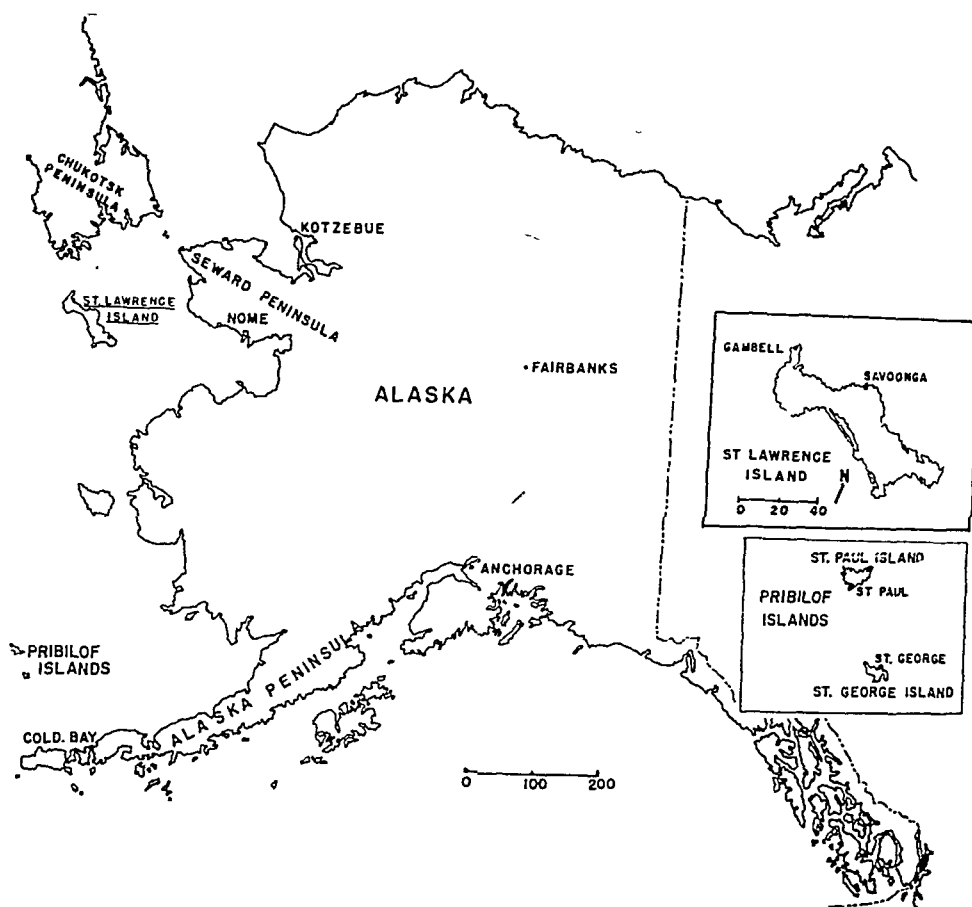 CHUKOTSK
PENINSULA
KOTZEBUE
SEWARD PENINSULA
ST. LAWRENCE
ISLAND
NOME
FAIRBANKS
ALASKA
GAMBELL
SAVOONGA
ST LAWRENCE
ISLAND
N
0 20 40
ANCHORAGE
ST. PAUL ISLAND
ST PAUL
PRIBILOF
ISLANDS
ST. GEORGE
ST. GEORGE ISLAND
PRIBILOF
ISLANDS
ALASKA PENINSULA
COLD. BAY
0 100 200